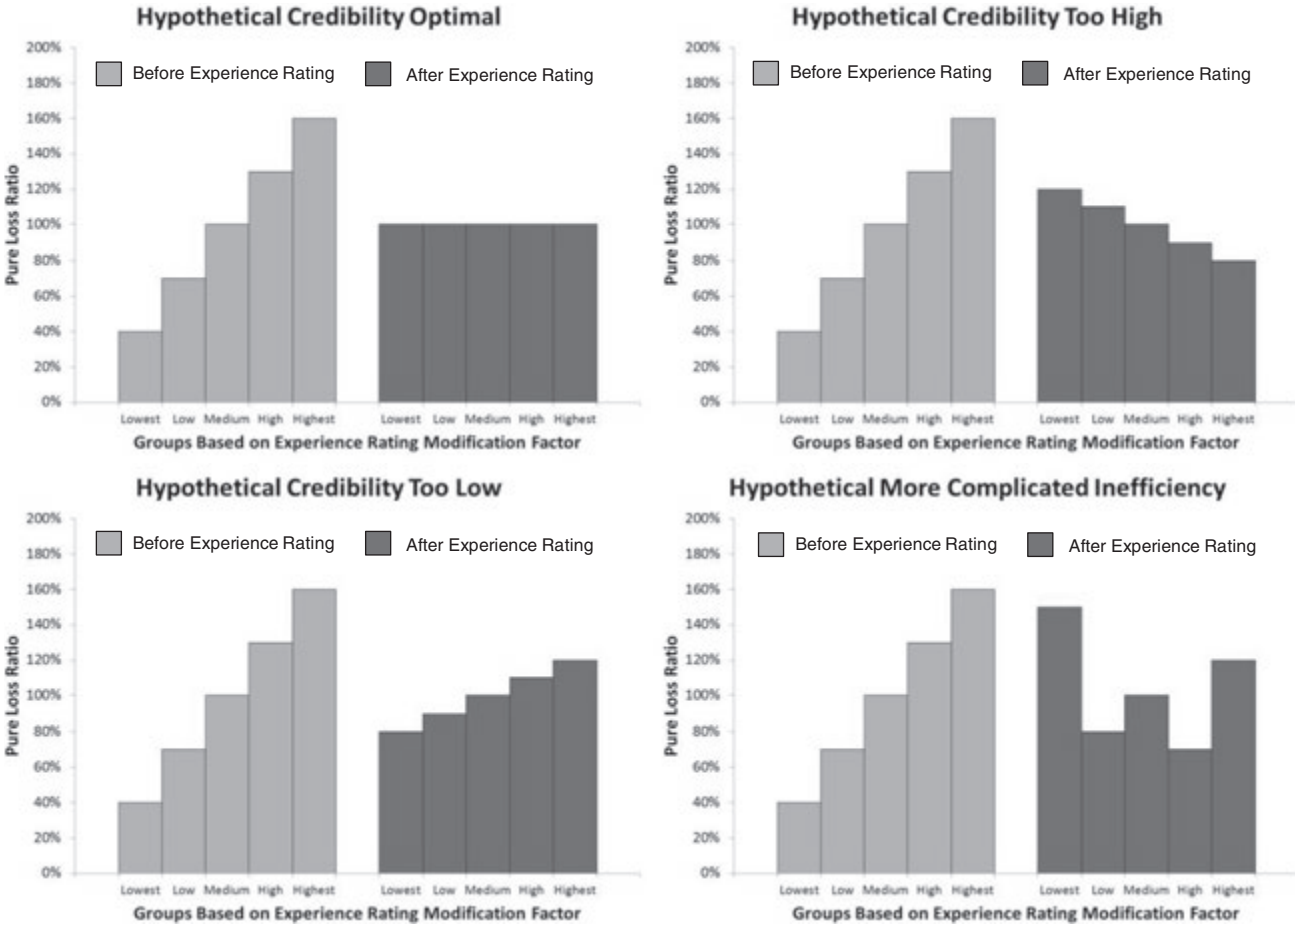 Hypothetical Credibility Optimal
200%
180%
160%
140%
120%
100%
80%
60%
40%
20%
0%
Pure Loss Ratio
Before Experience Rating After Experience Rating
Lowest Low Medium High Highest Lowest Low Medium High Highest
Groups Based on Experience Rating Modification Factor
Hypothetical Credibility Too High
200%
180%
160%
140%
120%
100%
80%
60%
40%
20%
0%
Pure Loss Ratio
Before Experience Rating After Experience Rating
Lowest Low Medium High Highest Lowest Low Medium High Highest
Groups Based on Experience Rating Modification Factor
Hypothetical Credibility Too Low
200%
180%
160%
140%
120%
100%
80%
60%
40%
20%
0%
Pure Loss Ratio
Before Experience Rating After Experience Rating
Lowest Low Medium High Highest Lowest Low Medium High Highest
Groups Based on Experience Rating Modification Factor
Hypothetical More Complicated Inefficiency
200%
180%
160%
140%
120%
100%
80%
60%
40%
20%
0%
Pure Loss Ratio
Before Experience Rating After Experience Rating
Lowest Low Medium High Highest Lowest Low Medium High Highest
Groups Based on Experience Rating Modification Factor